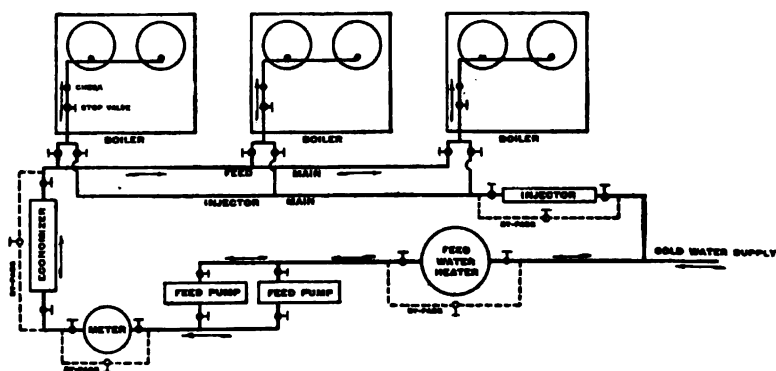 CHECK
STOP VALVE
BOILER
BOILER
BOILER
FEED MAIN
INJECTOR MAIN
INJECTOR
BY-PASS
COLD WATER SUPPLY
ECONOMIZER
BY-PASS
FEED
WATER
HEATER
FEED PUMP
FEED PUMP
BY-PASS
METER
BY-PASS